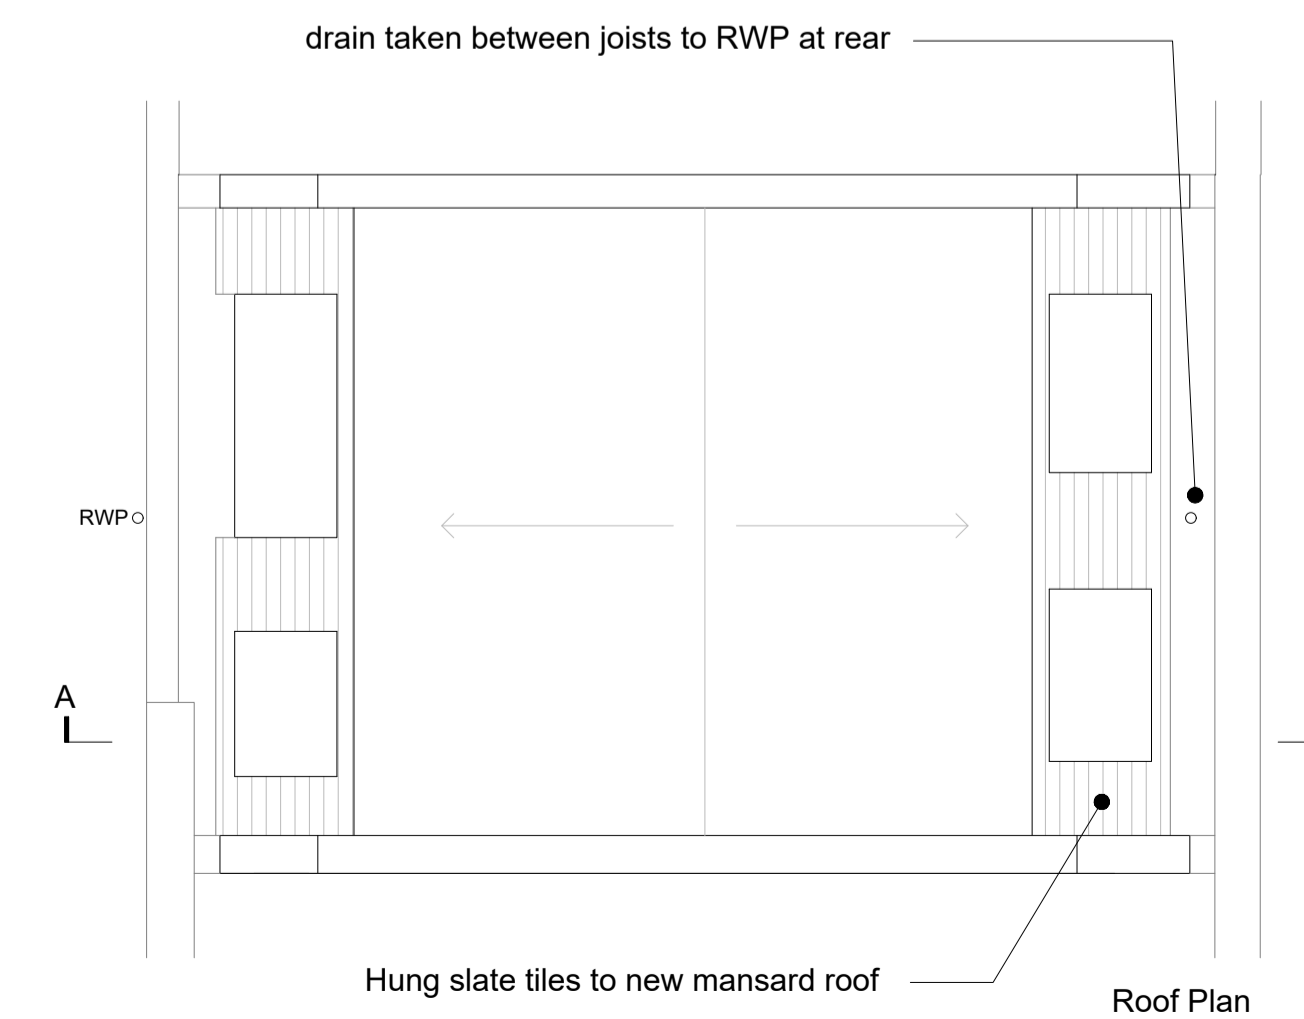 drain taken between joists to RWP at rear
RWP
A
Hung slate tiles to new mansard roof
Roof Plan